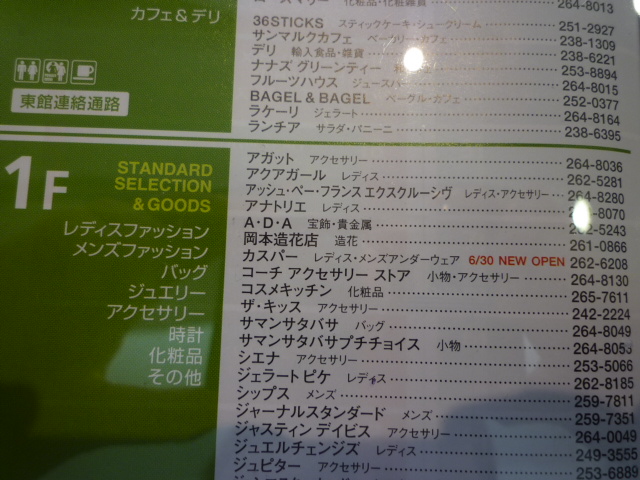 カフェ&デリ
化粧品・化粧雑貨 264-8013
36STICKS スティックケーキ・シュークリーム 251-2927
サンマルクカフェ ベーカリー・カフェ 238-1309
デリ 輸入食品・雑貨 238-6221
ナナズ グリーンティー 253-8894
フルーツハウス ジュースバー 264-8015
BAGEL & BAGEL ベーグル・カフェ 252-0377
ラケーリ ジェラート 264-8164
ランチア サラダ・パニーニ 238-6395
東館連絡通路
1F
STANDARD
SELECTION
& GOODS
レディスファッション
メンズファッション
バッグ
ジュエリー
アクセサリー
時計
化粧品
その他
アガット アクセサリー 264-8036
アクアガール レディス 262-5281
アッシュ・ペー・フランス エクスクルーシヴ レディス・アクセサリー 264-8280
アナトリエ レディス -8070
A・D・A 宝飾・貴金属 262-5243
岡本造花店 造花 261-0866
カスパー レディス・メンズアンダーウェア 6/30 NEW OPEN 262-6208
コーチ アクセサリー ストア 小物・アクセサリー 264-8130
コスメキッチン 化粧品 265-7611
ザ・キッス アクセサリー 242-2224
サマンサタバサ バッグ 264-8049
サマンサタバサプチチョイス 小物 264-8053
シエナ アクセサリー 253-5066
ジェラート ピケ レディス 262-8185
シップス メンズ 259-7811
ジャーナルスタンダード メンズ 259-7351
ジャスティン デイビス アクセサリー 264-0049
ジュエルチェンジズ レディス 249-3555
ジュピター アクセサリー 253-6889